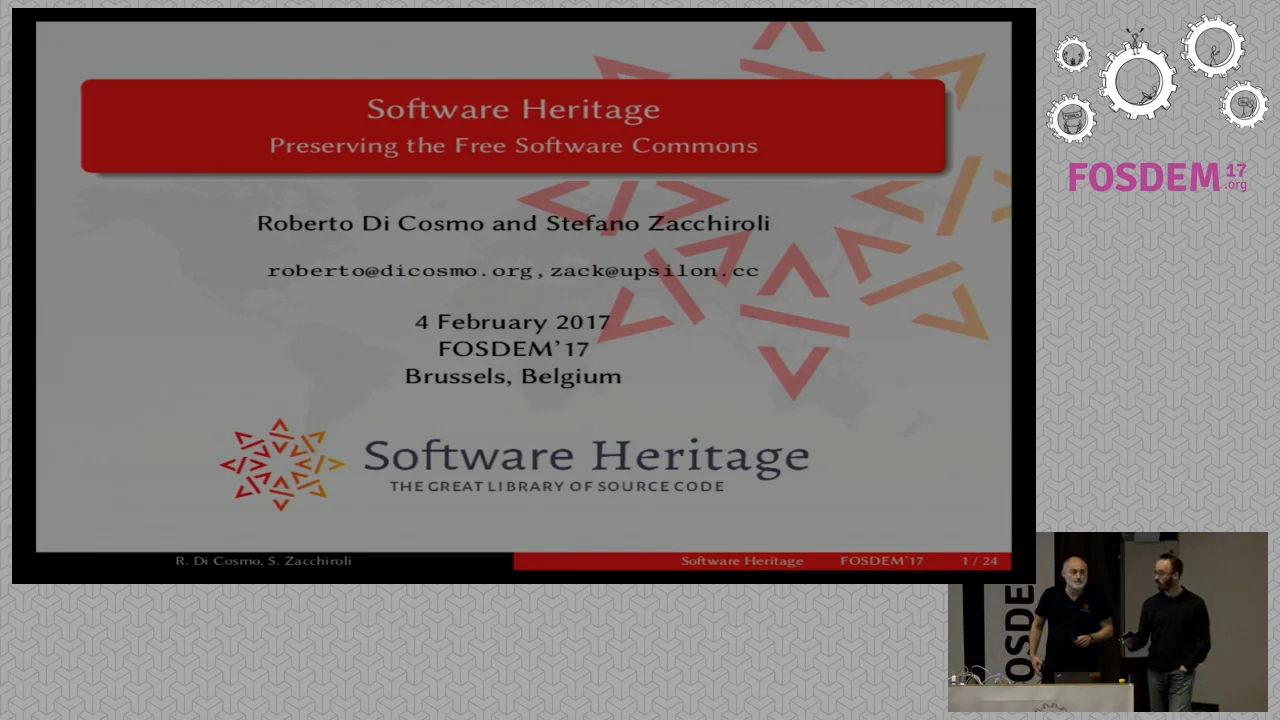 Software Heritage
Preserving the Free Software Commons
Roberto Di Cosmo and Stefano Zacchiroli
roberto@dicosmo.org,zack@upsilon.cc
4 February 2017
FOSDEM'17
Brussels, Belgium
Software Heritage
THE GREAT LIBRARY OF SOURCE CODE
R. Di Cosmo, S. Zacchiroli
Software Heritage FOSDEM'17 1 / 24
FOSDEM 17
.org
OSDE